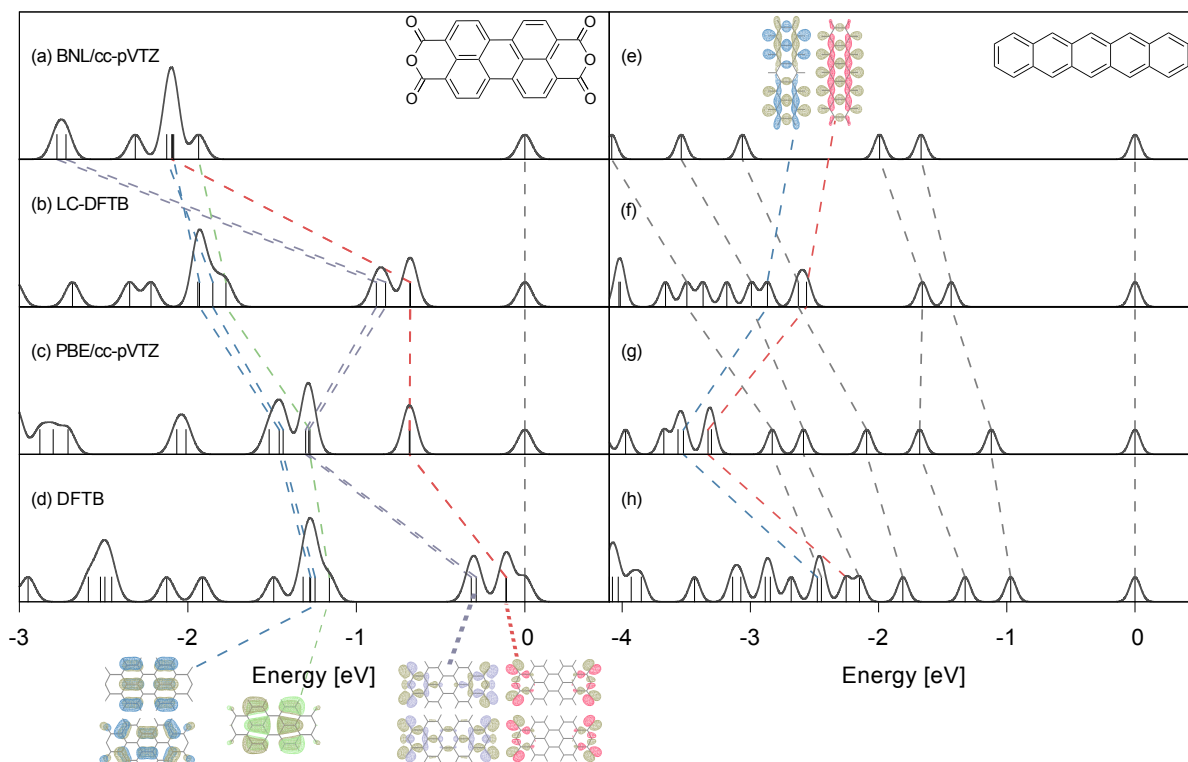 (a) BNL/cc-pVTZ
O
O
O
O
O
O
(e)
(b) LC-DFTB
(f)
(c) PBE/cc-pVTZ
(g)
(d) DFTB
(h)
-3
-2
-1
0
-4
-3
-2
-1
0
Energy [eV]
Energy [eV]